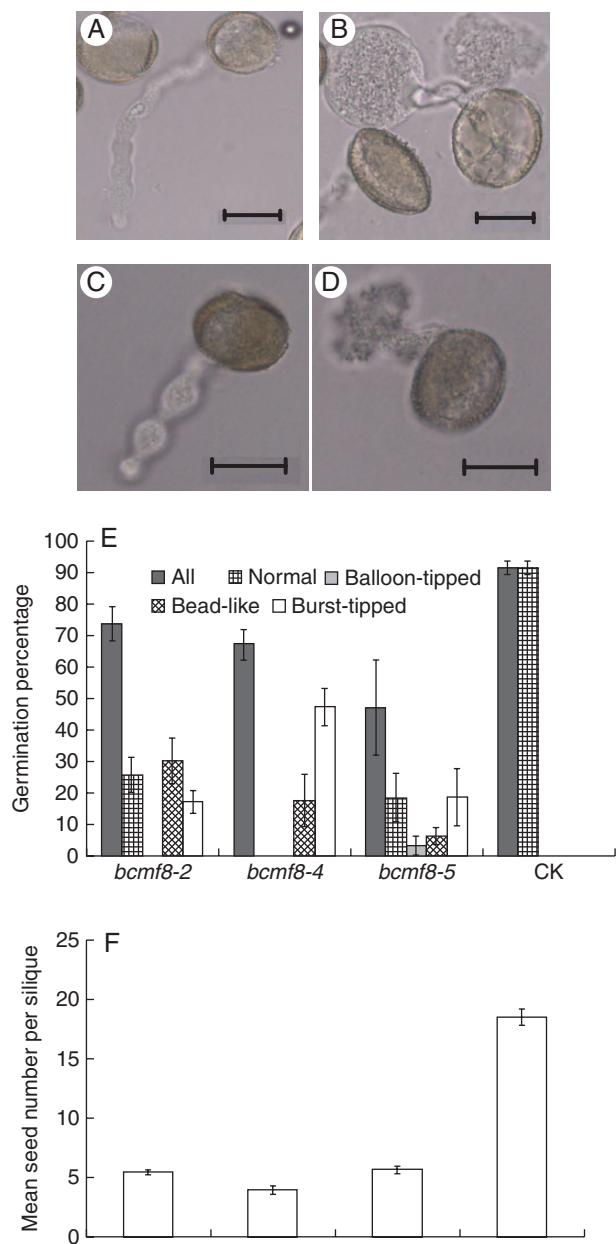 A
B
C
D
E
Germination percentage
100
90
80
70
60
50
40
30
20
10
0
All Normal Balloon-tipped
Bead-like Burst-tipped
bcmf8-2 bcmf8-4 bcmf8-5 CK
F
Mean seed number per silique
25
20
15
10
5
0